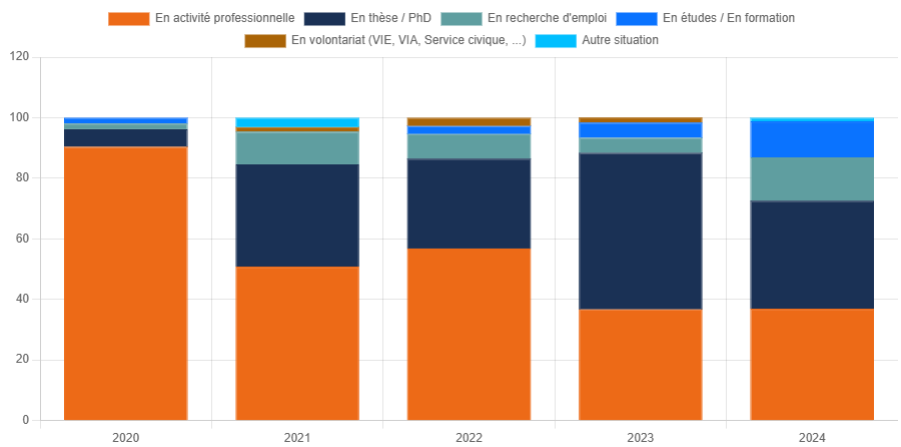 En activité professionnelle En thèse / PhD En recherche d'emploi En études / En formation
En volontariat (VIE, VIA, Service civique, ...) Autre situation
120
100
80
60
40
20
0
2020 2021 2022 2023 2024